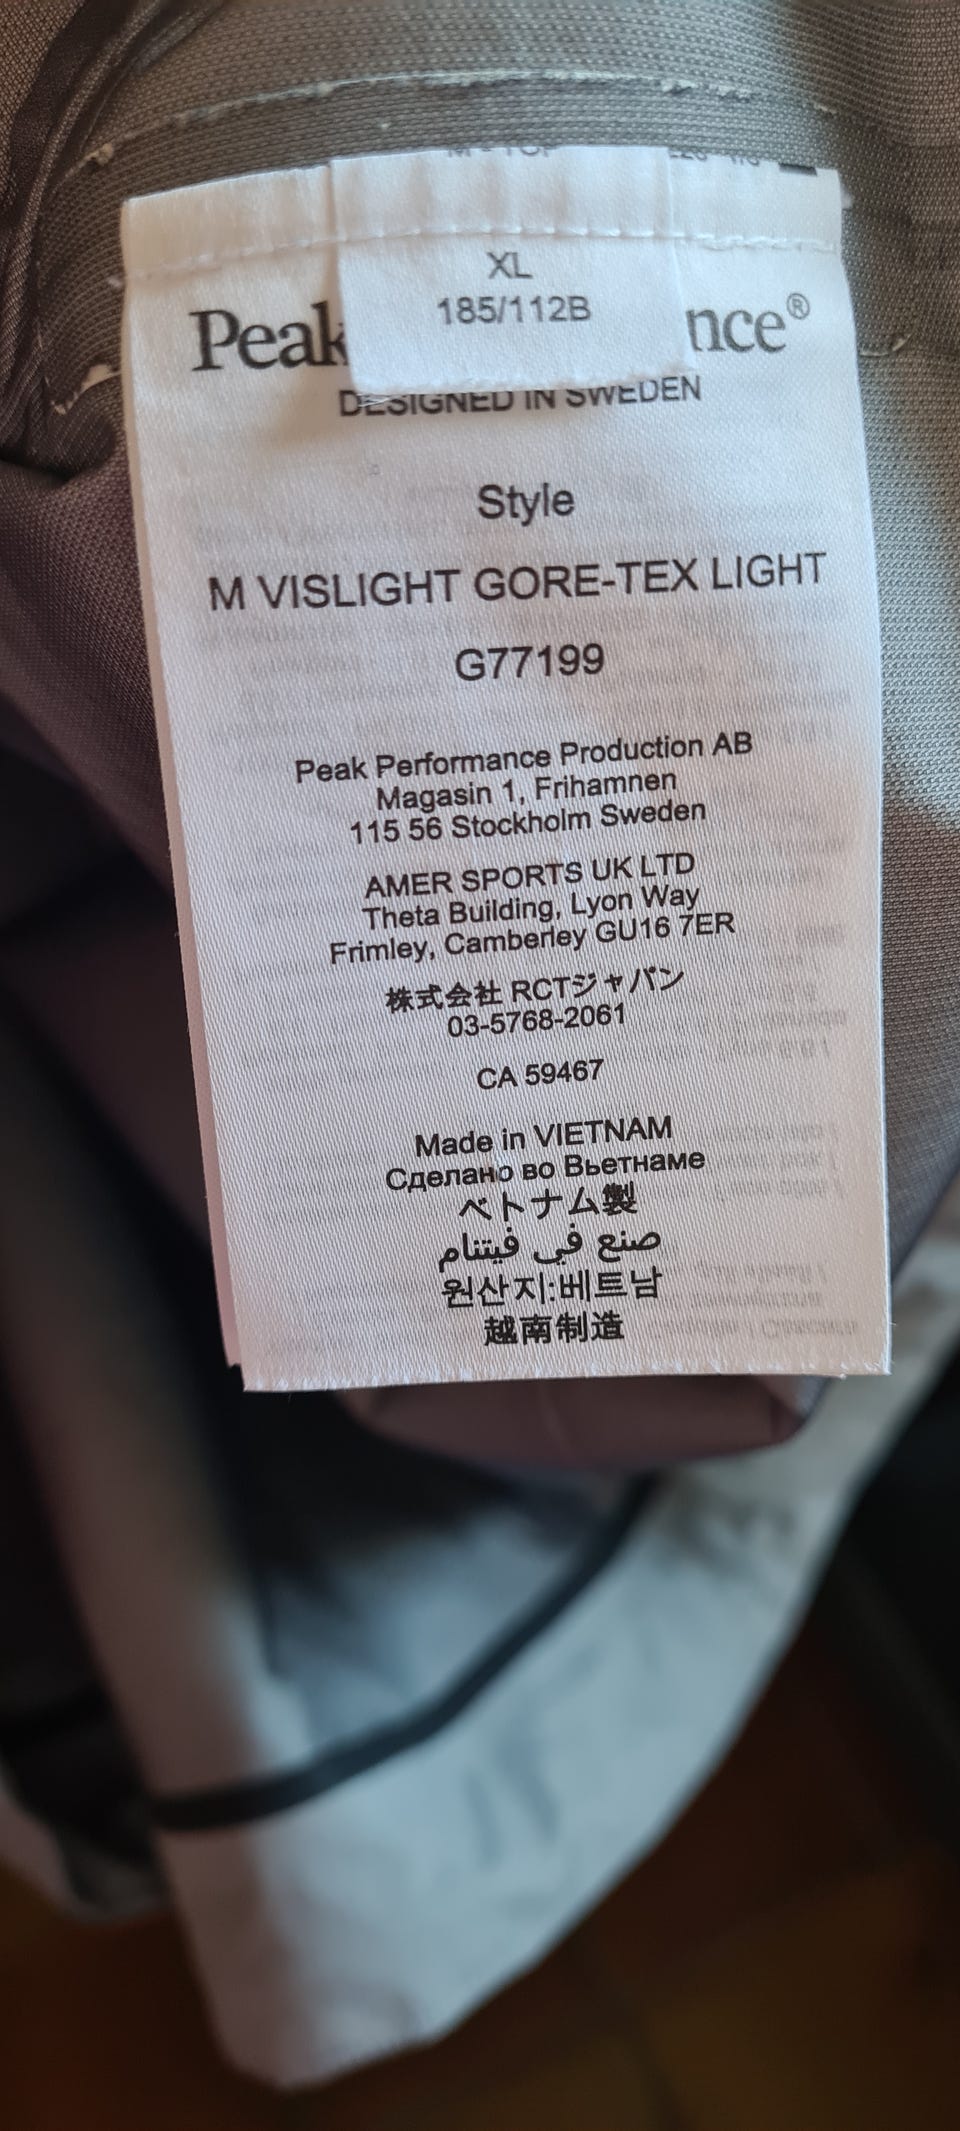 XL
185/112B
Peak nce®
DESIGNED IN SWEDEN
Style
M VISLIGHT GORE-TEX LIGHT
G77199
Peak Performance Production AB
Magasin 1, Frihamnen
115 56 Stockholm Sweden
AMER SPORTS UK LTD
Theta Building, Lyon Way
Frimley, Camberley GU16 7ER
株式会社 RCTジャパン
03-5768-2061
CA 59467
Made in VIETNAM
Сделано во Вьетнаме
ベトナム製
صنع في فيتنام
원산지:베트남
越南制造